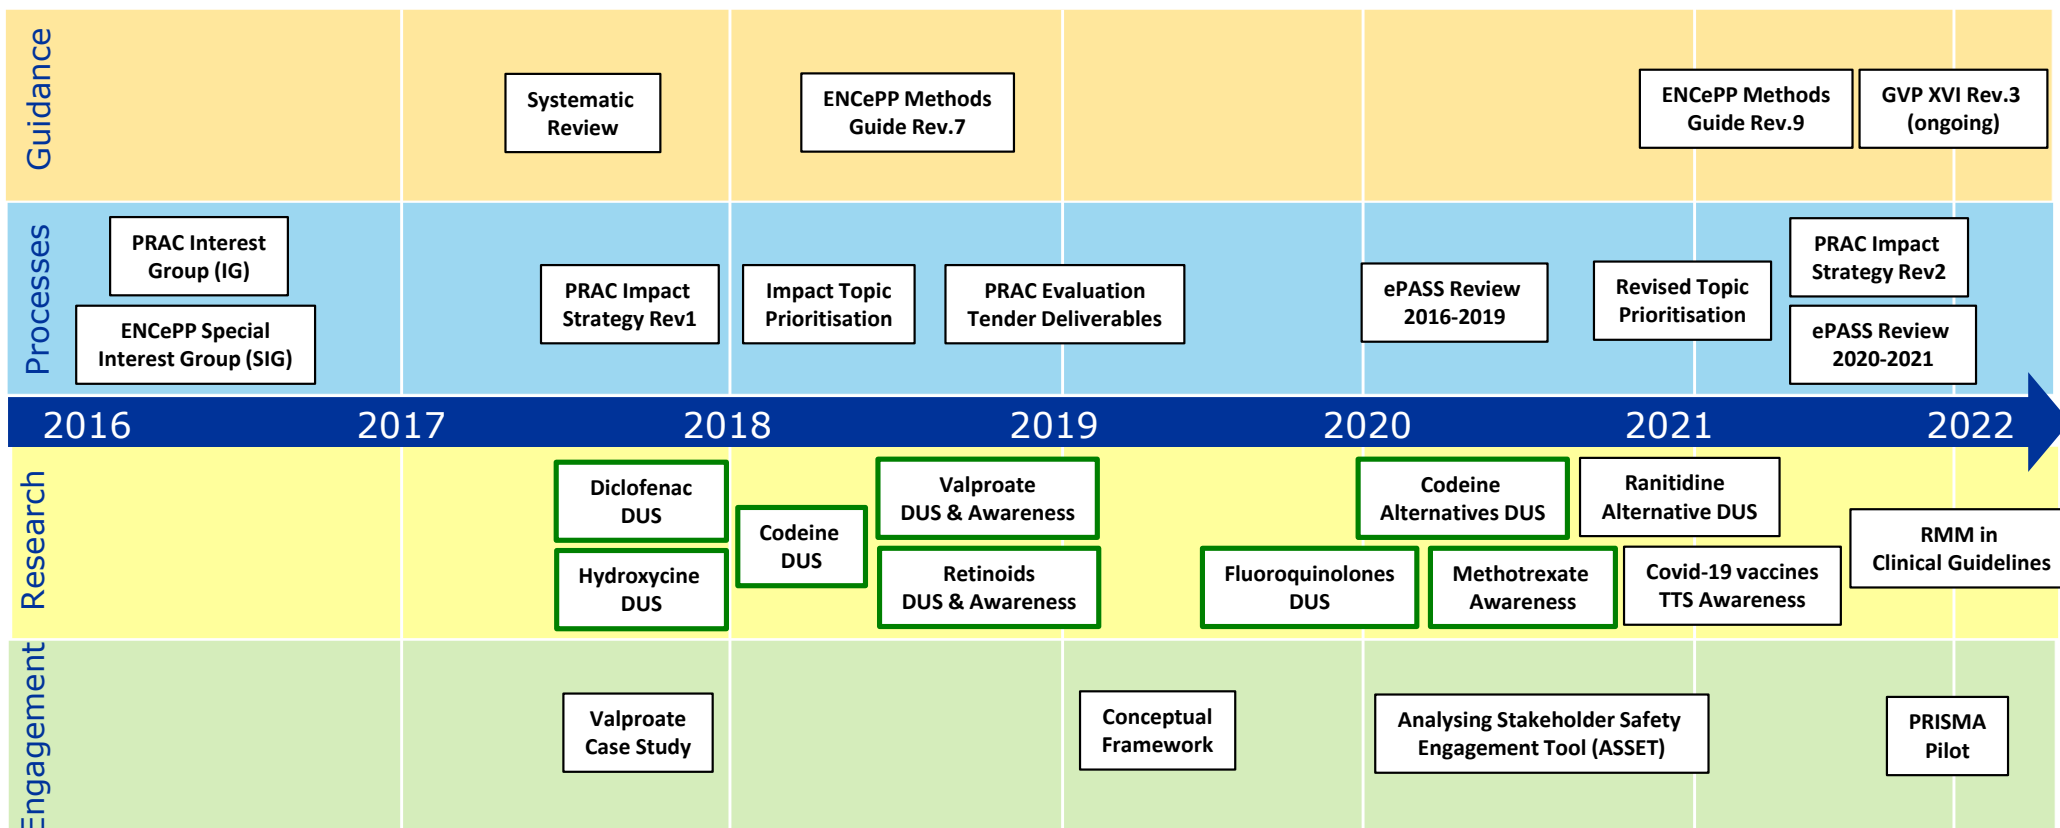 Guidance
Systematic
Review
ENCePP Methods
Guide Rev.7
ENCePP Methods
Guide Rev.9
GVP XVI Rev.3
(ongoing)
Processes
PRAC Interest
Group (IG)
ENCePP Special
Interest Group (SIG)
PRAC Impact
Strategy Rev1
Impact Topic
Prioritisation
PRAC Evaluation
Tender Deliverables
ePASS Review
2016-2019
Revised Topic
Prioritisation
PRAC Impact
Strategy Rev2
ePASS Review
2020-2021
2016 2017 2018 2019 2020 2021 2022
Research
Diclofenac
DUS
Hydroxycine
DUS
Codeine
DUS
Valproate
DUS & Awareness
Retinoids
DUS & Awareness
Fluoroquinolones
DUS
Codeine
Alternatives DUS
Methotrexate
Awareness
Ranitidine
Alternative DUS
Covid-19 vaccines
TTS Awareness
RMM in
Clinical Guidelines
Engagement
Valproate
Case Study
Conceptual
Framework
Analysing Stakeholder Safety
Engagement Tool (ASSET)
PRISMA
Pilot